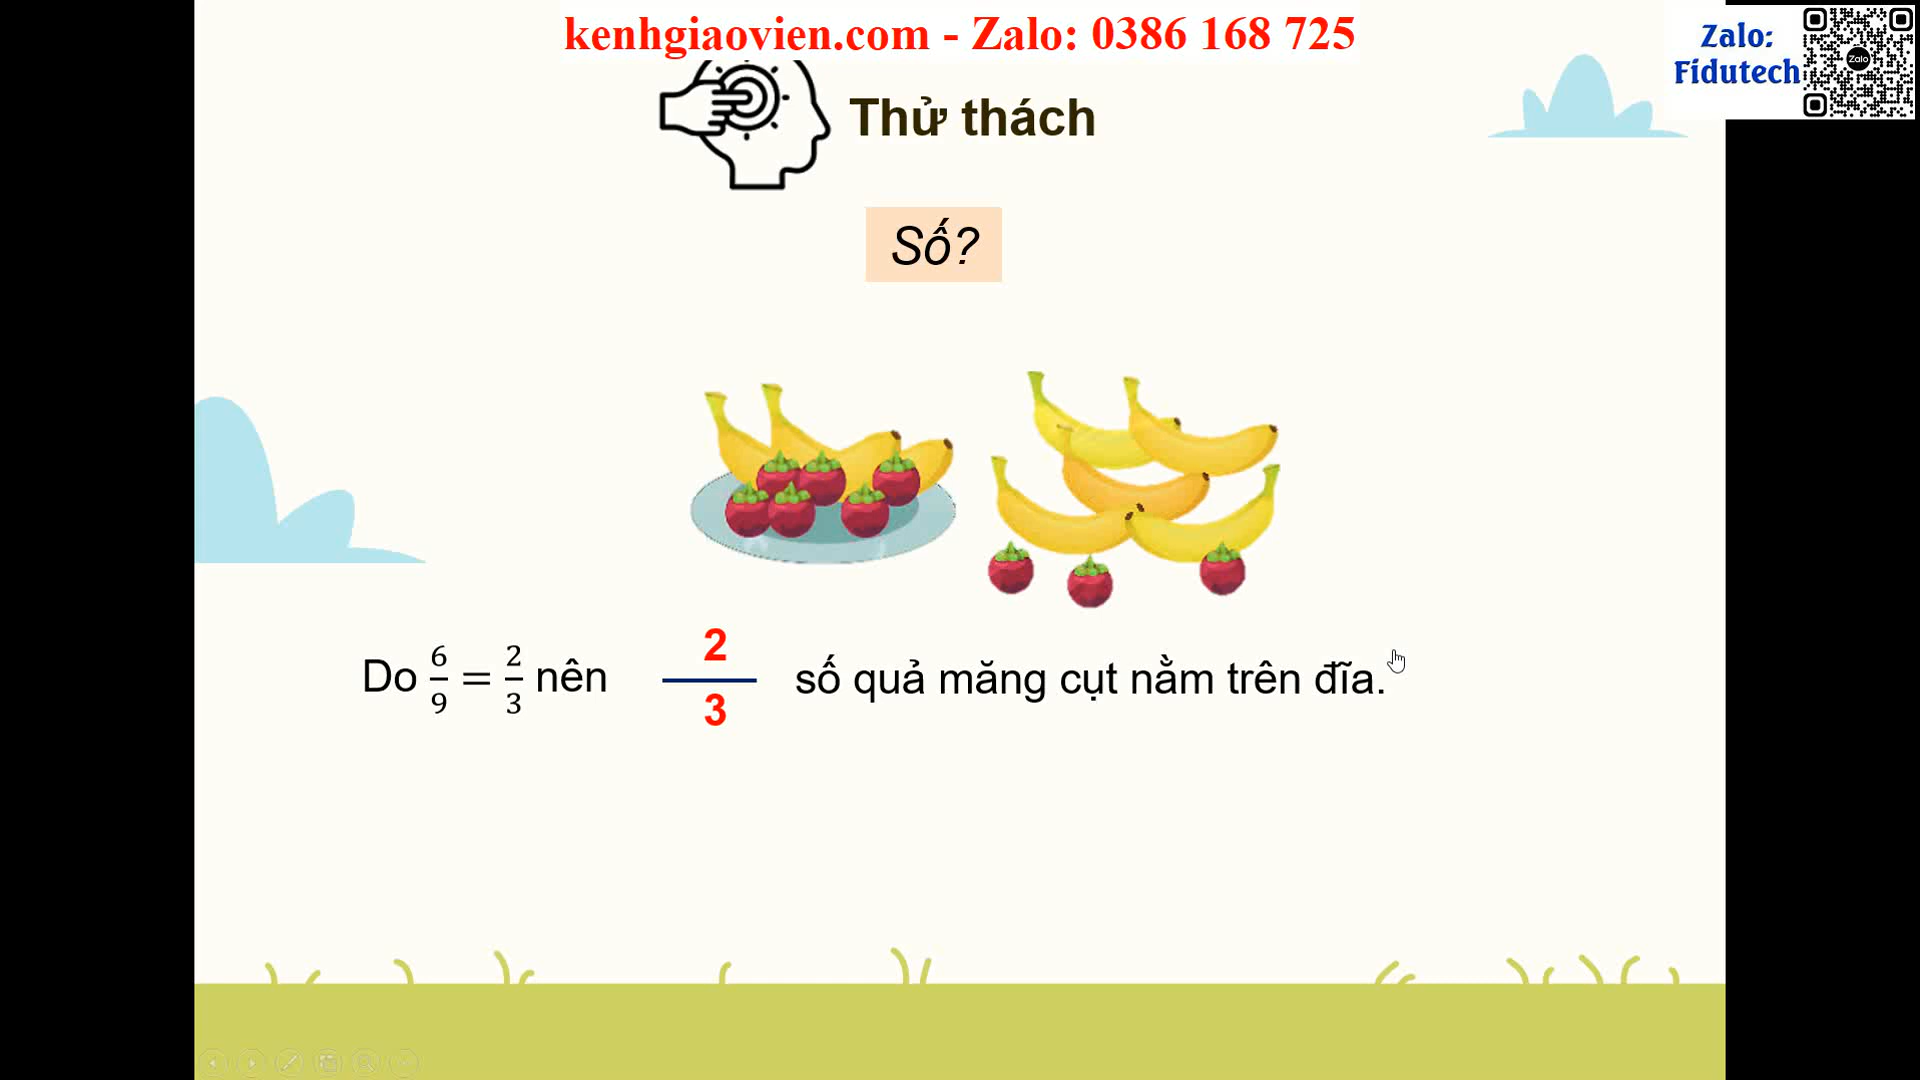 kenhgiaovien.com - Zalo: 0386 168 725
Zalo:
Fidutech
Zalo
Thử thách
Số?
Do 6/9 = 2/3 nên 2/3 số quả măng cụt nằm trên đĩa.